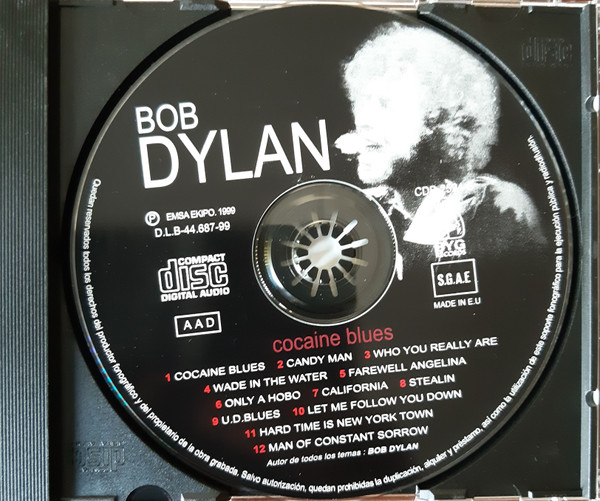 BOB
DYLAN
Ⓟ EMSA EKIPO. 1999
D.L.B-44.687-99
COMPACT
disc
DIGITAL AUDIO
AAD
RECORDS
S.G.A.E
MADE IN E.U
cocaine blues
1 COCAINE BLUES 2 CANDY MAN 3 WHO YOU REALLY ARE
4 WADE IN THE WATER 5 FAREWELL ANGELINA
6 ONLY A HOBO 7 CALIFORNIA 8 STEALIN
9 U.D.BLUES 10 LET ME FOLLOW YOU DOWN
11 HARD TIME IS NEW YORK TOWN
12 MAN OF CONSTANT SORROW
Autor de todos los temas : BOB DYLAN
Quedan reservados todos los derechos del productor fonográfico y del propietario de la obra grabada. Salvo autorización, quedan prohibidas la duplicación, alquiler y préstamo, así como la utilización de este soporte fonográfico para la ejecución pública y radiodifusión.
disc